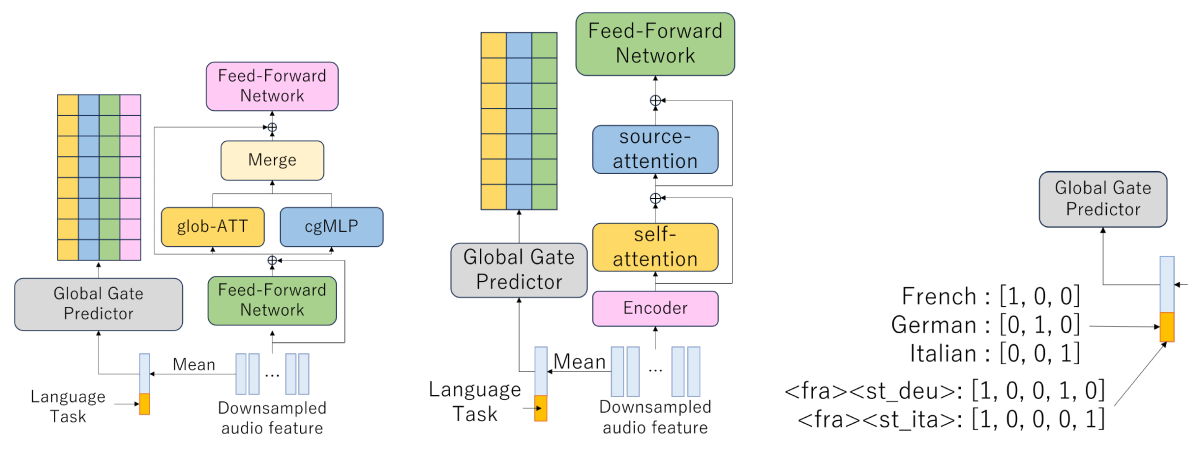 Feed-Forward
Network
Merge
glob-ATT
cgMLP
Global Gate
Predictor
Feed-Forward
Network
Mean
...
Language
Task
Downsampled
audio feature
Feed-Forward
Network
source-
attention
self-
attention
Global Gate
Predictor
Encoder
Mean
...
Language
Task
Downsampled
audio feature
Global Gate
Predictor
French : [1, 0, 0]
German : [0, 1, 0]
Italian : [0, 0, 1]
<fra><st_deu>: [1, 0, 0, 1, 0]
<fra><st_ita>: [1, 0, 0, 0, 1]